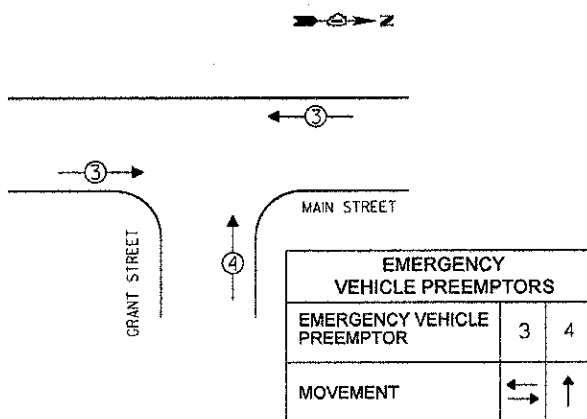 N
3
3
MAIN STREET
4
GRANT STREET
EMERGENCY
VEHICLE PREEMPTORS
EMERGENCY VEHICLE 3 4
PREEMPTOR
MOVEMENT